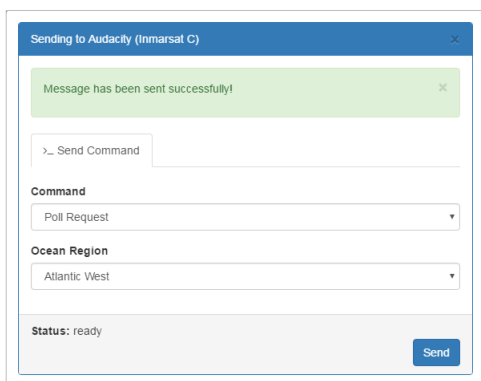 Sending to Audacity (Inmarsat C)
×
Message has been sent successfully!
×
>_ Send Command
Command
Poll Request
Ocean Region
Atlantic West
Status: ready
Send